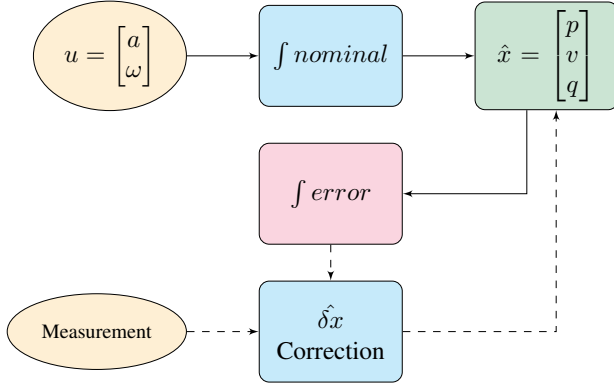 u = [a ω]
∫ nominal
x̂ = [p v q]
∫ error
δ̂x
Correction
Measurement